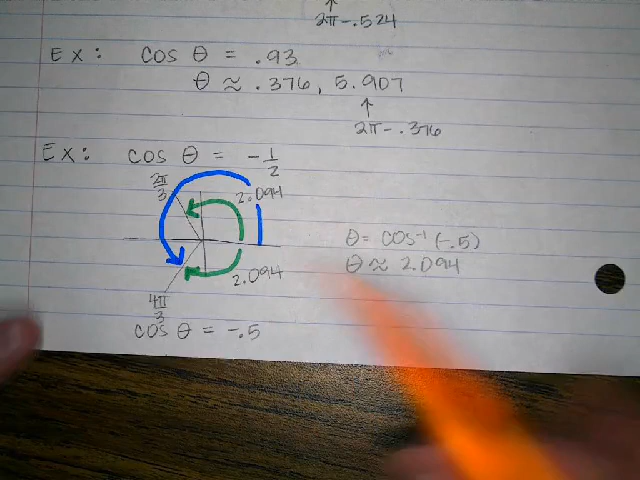 ↑
2π-.524
Ex: cos θ = .93
θ ≈ .376, 5.907
↑
2π-.376
Ex: cos θ = -1/2
2π/3
2.094
θ = cos⁻¹(-.5)
θ ≈ 2.094
2.094
4π/3
cos θ = -.5